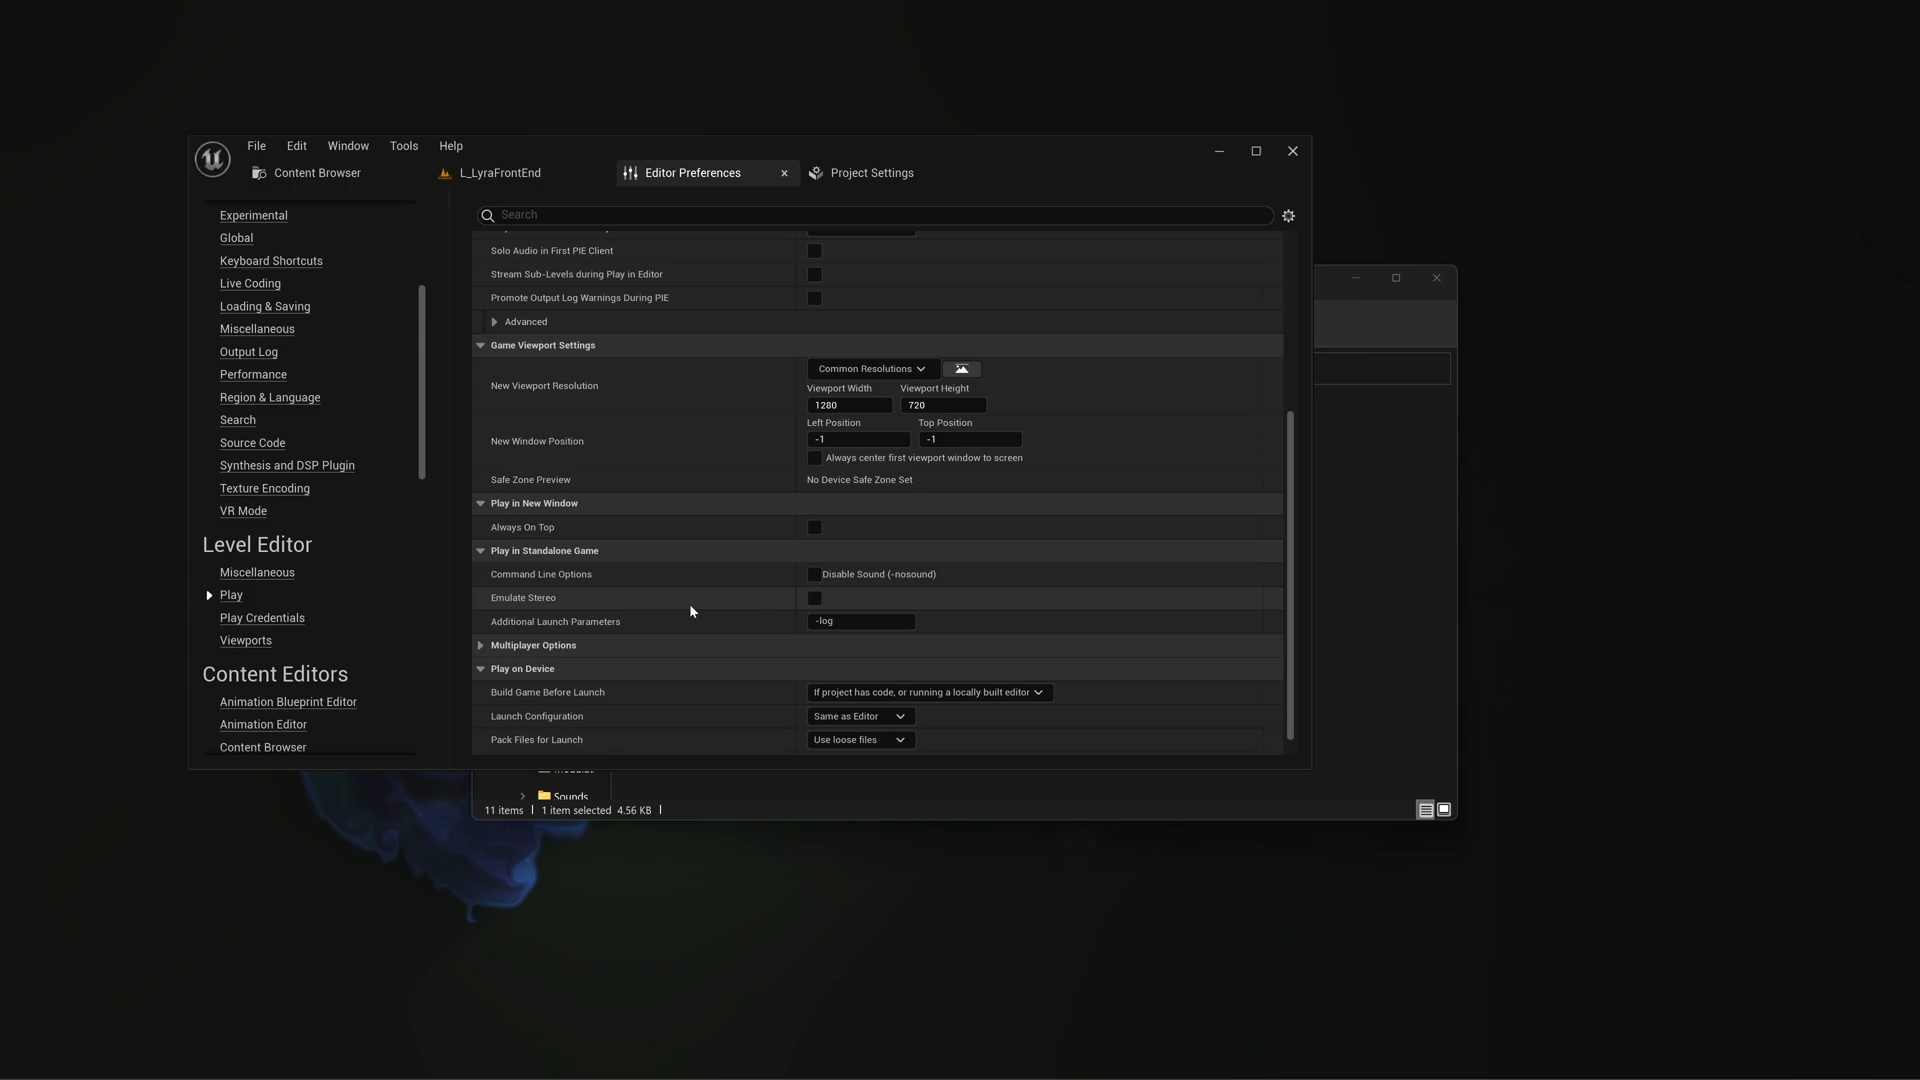 File Edit Window Tools Help
Content Browser
L_LyraFrontEnd
Editor Preferences
Project Settings
Experimental
Global
Keyboard Shortcuts
Live Coding
Loading & Saving
Miscellaneous
Output Log
Performance
Region & Language
Search
Source Code
Synthesis and DSP Plugin
Texture Encoding
VR Mode
Level Editor
Miscellaneous
Play
Play Credentials
Viewports
Content Editors
Animation Blueprint Editor
Animation Editor
Content Browser
Search
Solo Audio in First PIE Client
Stream Sub-Levels during Play in Editor
Promote Output Log Warnings During PIE
Advanced
Game Viewport Settings
New Viewport Resolution
Common Resolutions
Viewport Width Viewport Height
1280 720
New Window Position
Left Position Top Position
-1 -1
Always center first viewport window to screen
Safe Zone Preview No Device Safe Zone Set
Play in New Window
Always On Top
Play in Standalone Game
Command Line Options Disable Sound (-nosound)
Emulate Stereo
Additional Launch Parameters -log
Multiplayer Options
Play on Device
Build Game Before Launch If project has code, or running a locally built editor
Launch Configuration Same as Editor
Pack Files for Launch Use loose files
Sounds
11 items 1 item selected 4.56 KB